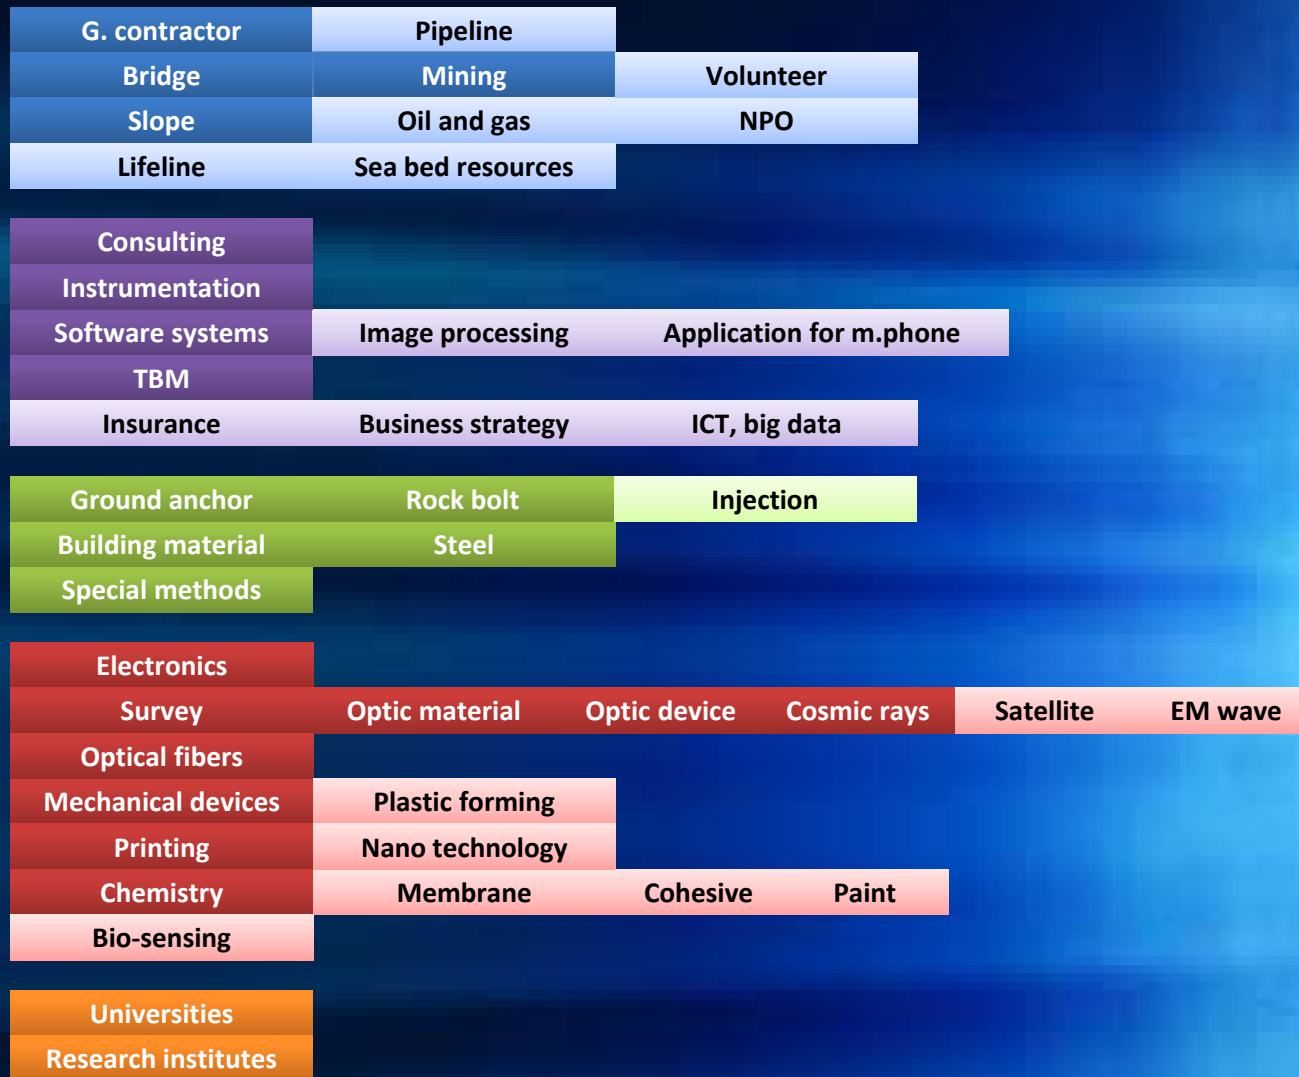 G. contractor Pipeline
Bridge Mining Volunteer
Slope Oil and gas NPO
Lifeline Sea bed resources
Consulting
Instrumentation
Software systems Image processing Application for m.phone
TBM
Insurance Business strategy ICT, big data
Ground anchor Rock bolt Injection
Building material Steel
Special methods
Electronics
Survey Optic material Optic device Cosmic rays Satellite EM wave
Optical fibers
Mechanical devices Plastic forming
Printing Nano technology
Chemistry Membrane Cohesive Paint
Bio-sensing
Universities
Research institutes